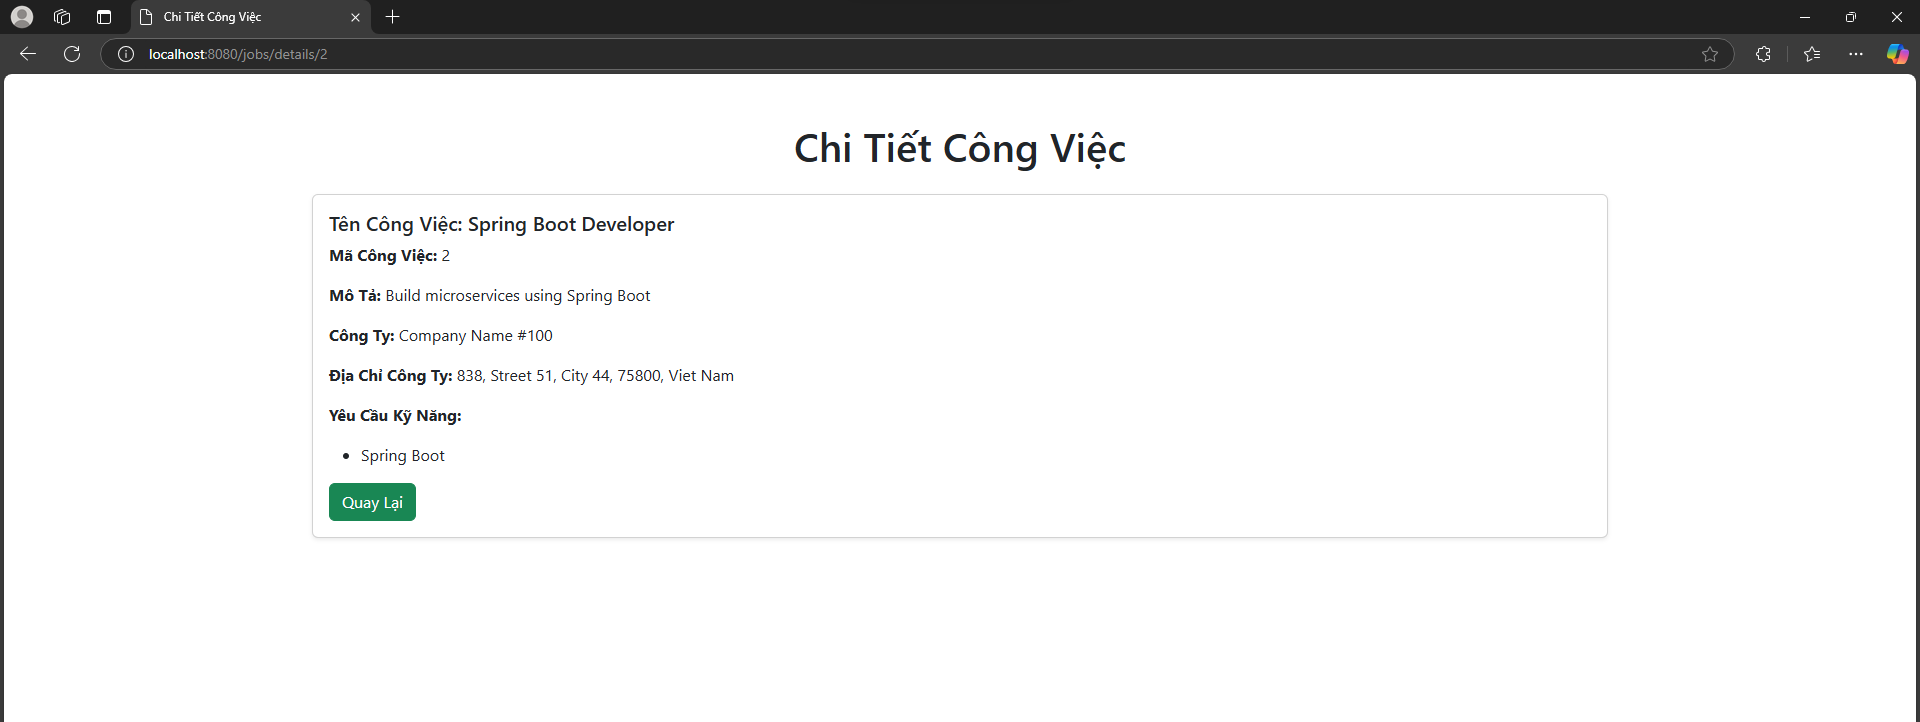 Chi Tiết Công Việc
localhost:8080/jobs/details/2
Chi Tiết Công Việc
Tên Công Việc: Spring Boot Developer
Mã Công Việc: 2
Mô Tả: Build microservices using Spring Boot
Công Ty: Company Name #100
Địa Chỉ Công Ty: 838, Street 51, City 44, 75800, Viet Nam
Yêu Cầu Kỹ Năng:
• Spring Boot
Quay Lại